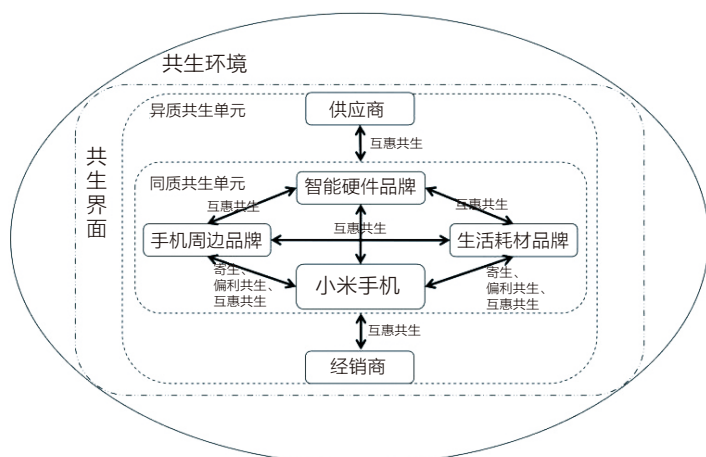 共生环境
异质共生单元
供应商
互惠共生
共生界面
同质共生单元
智能硬件品牌
互惠共生
互惠共生
互惠共生
手机周边品牌
生活耗材品牌
寄生、
偏利共生、
互惠共生
小米手机
寄生、
偏利共生、
互惠共生
互惠共生
经销商